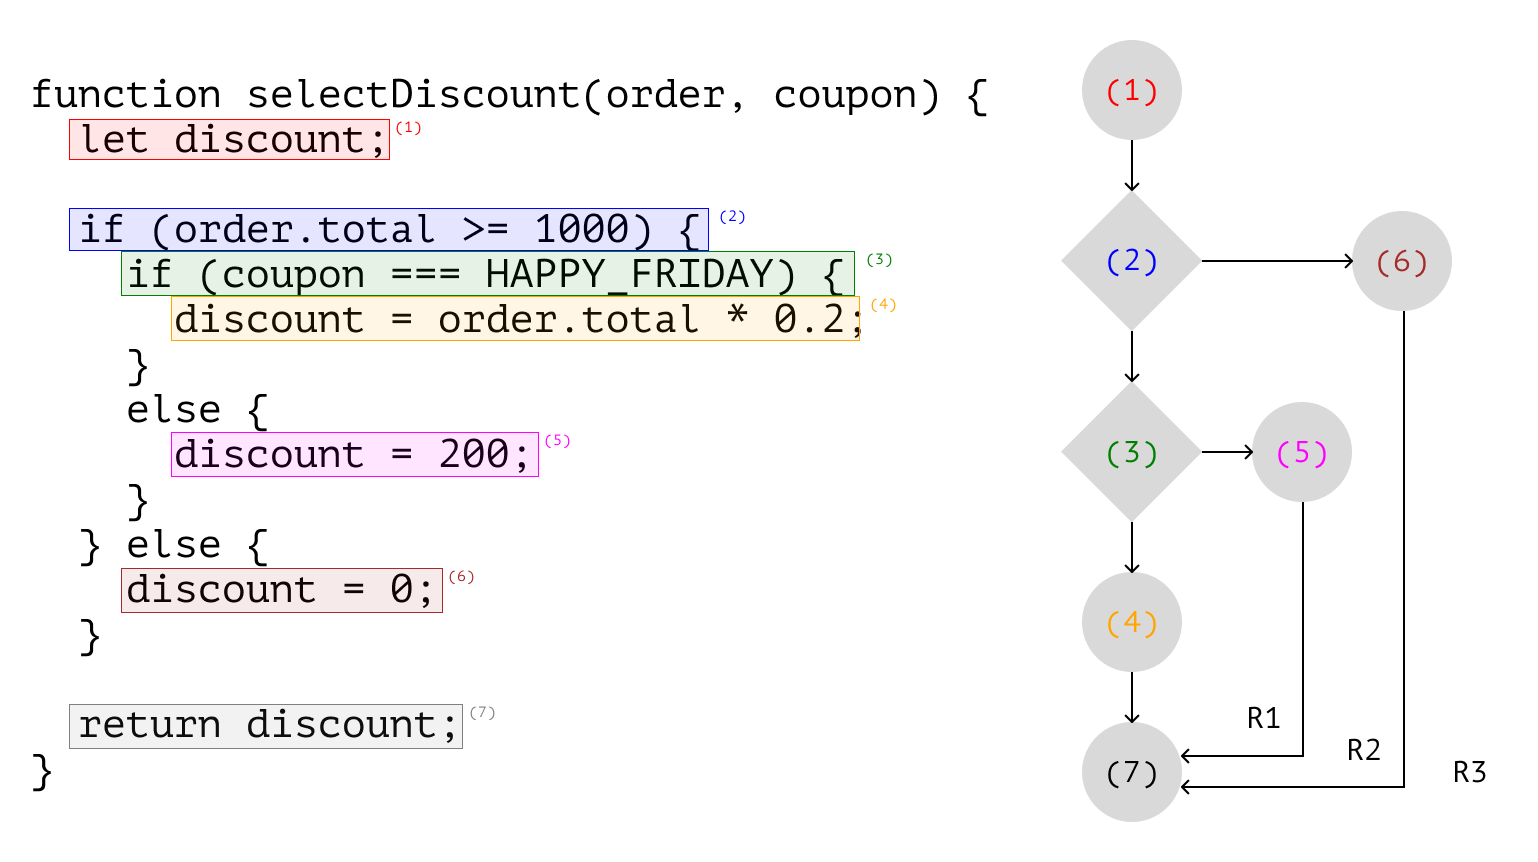 function selectDiscount(order, coupon) {
let discount; (1)
if (order.total >= 1000) { (2)
if (coupon === HAPPY_FRIDAY) { (3)
discount = order.total * 0.2; (4)
}
else {
discount = 200; (5)
}
} else {
discount = 0; (6)
}
return discount; (7)
}
(1)
(2)
(6)
(3)
(5)
(4)
R1
R2
(7)
R3